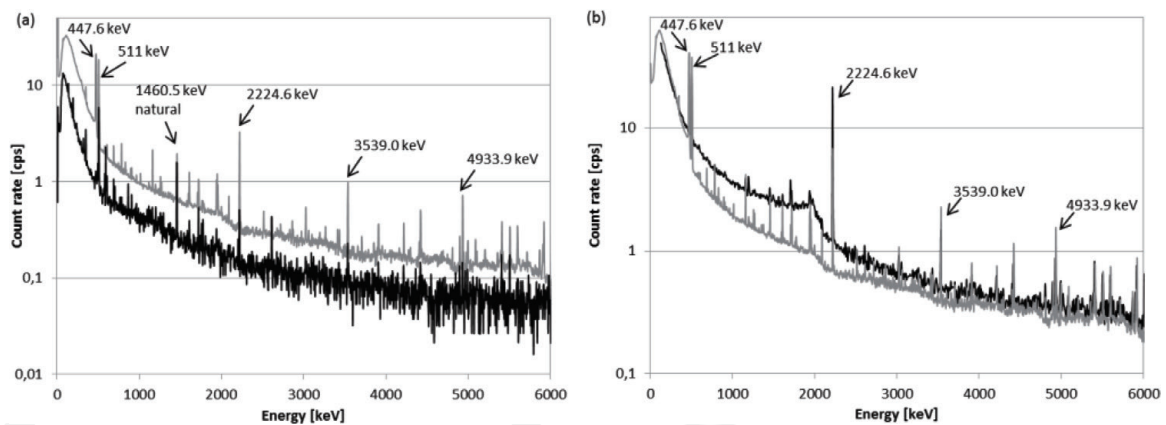 (a)
447.6 keV
511 keV
1460.5 keV
natural
2224.6 keV
3539.0 keV
4933.9 keV
Count rate [cps]
10
1
0,1
0,01
0
1000
2000
3000
4000
5000
6000
Energy [keV]
(b)
447.6 keV
511 keV
2224.6 keV
3539.0 keV
4933.9 keV
Count rate [cps]
10
1
0,1
0
1000
2000
3000
4000
5000
6000
Energy [keV]